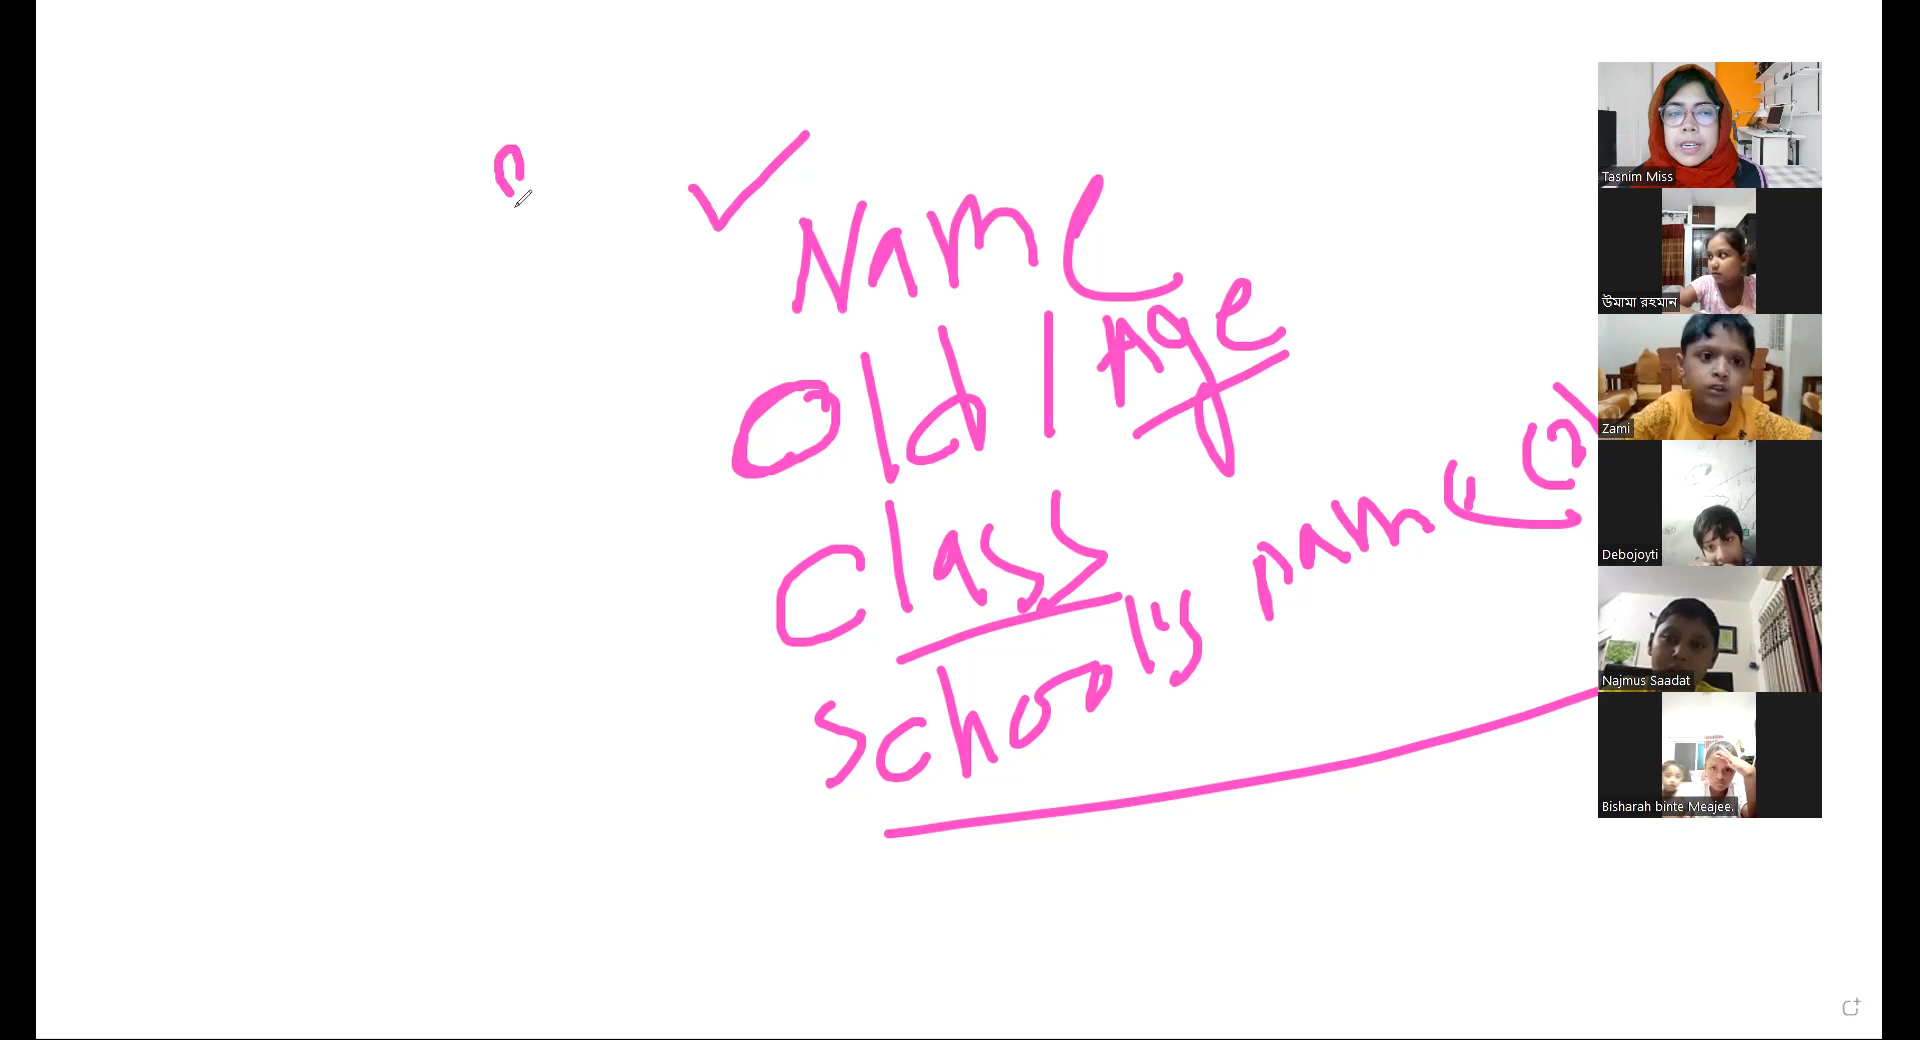 Name
Old/Age
Class
School's name
Tasnim Miss
উমামা রহমান
Zami
Debojoyti
Najmus Saadat
Bisharah binte Meajee.